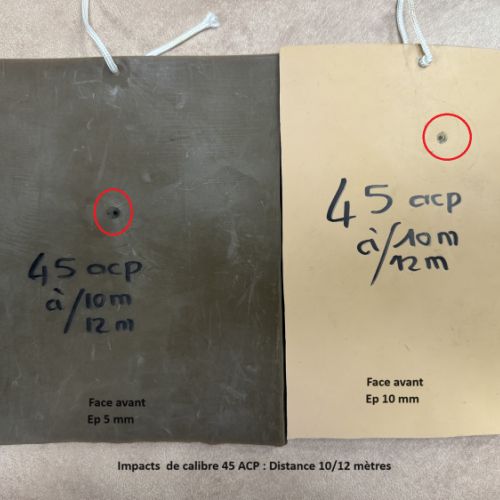 45 acp
à/10m
12m
Face avant
Ep 5 mm
45 acp
à/10m
12m
Face avant
Ep 10 mm
Impacts de calibre 45 ACP : Distance 10/12 mètres